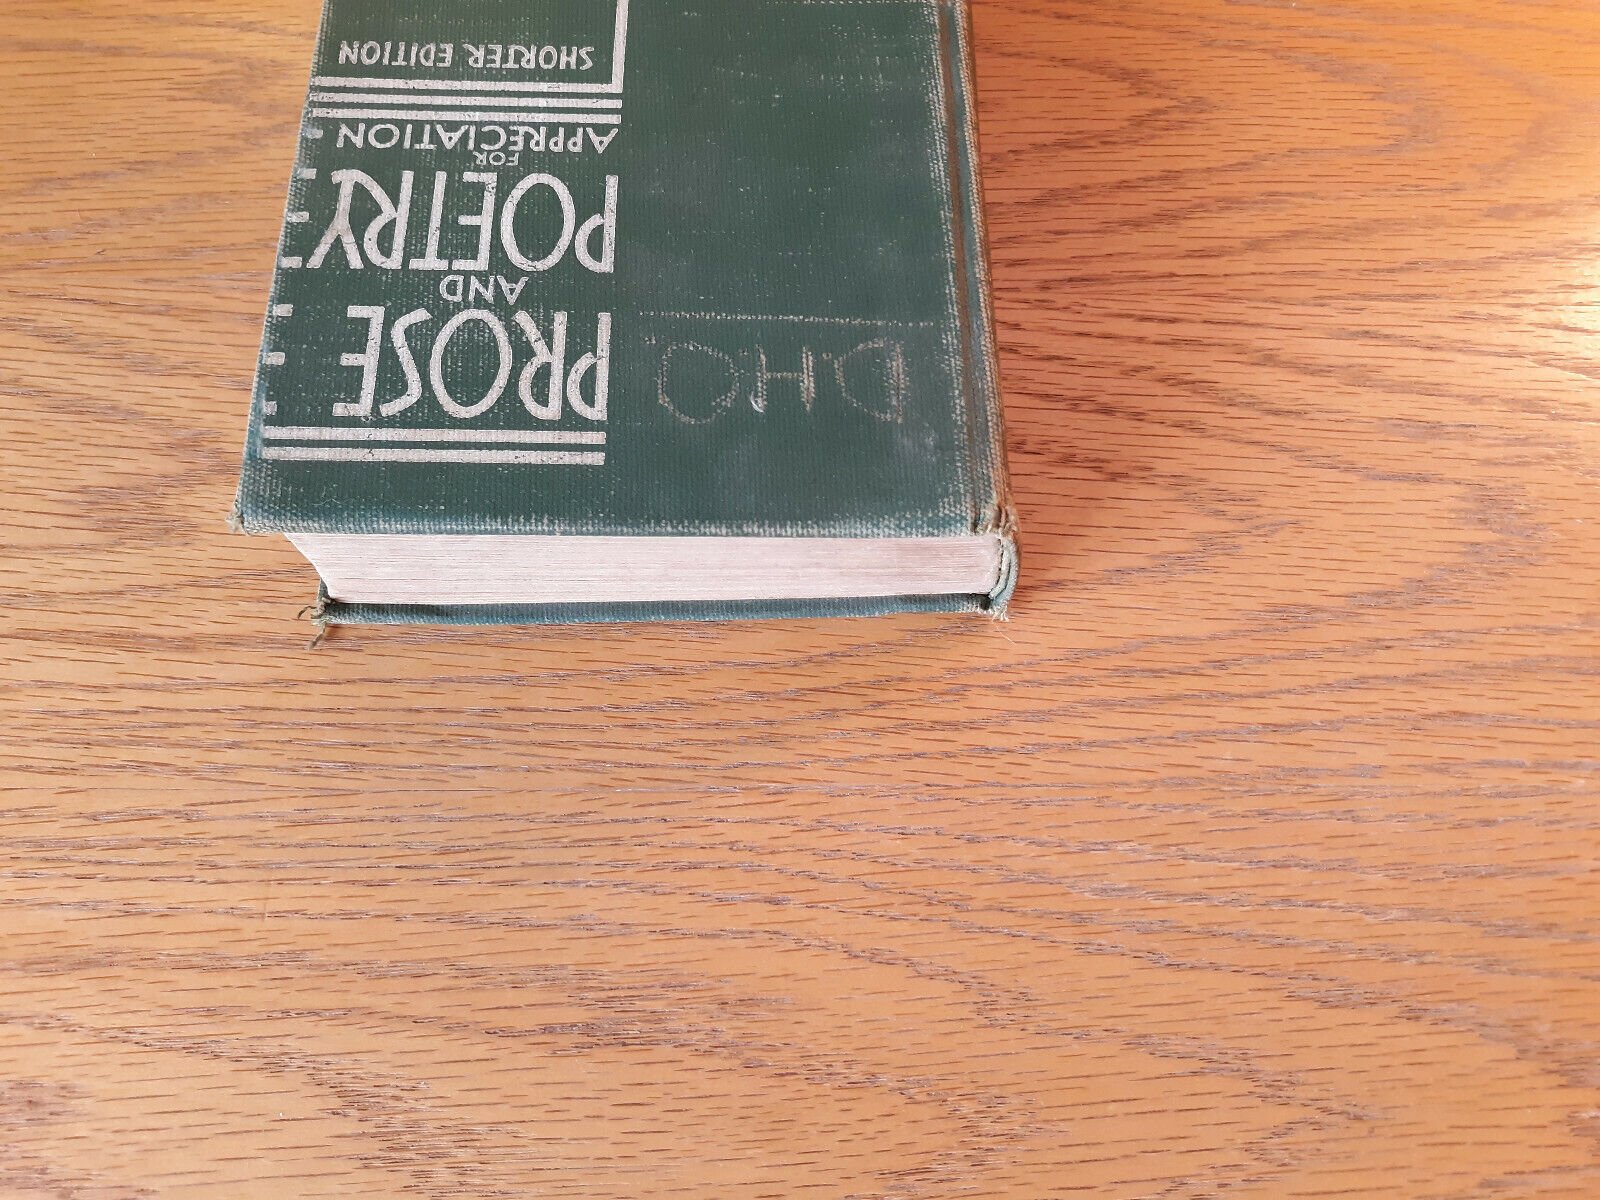 D.H.O.
PROSE
AND
POETRY
FOR
APPRECIATION
SHORTER EDITION